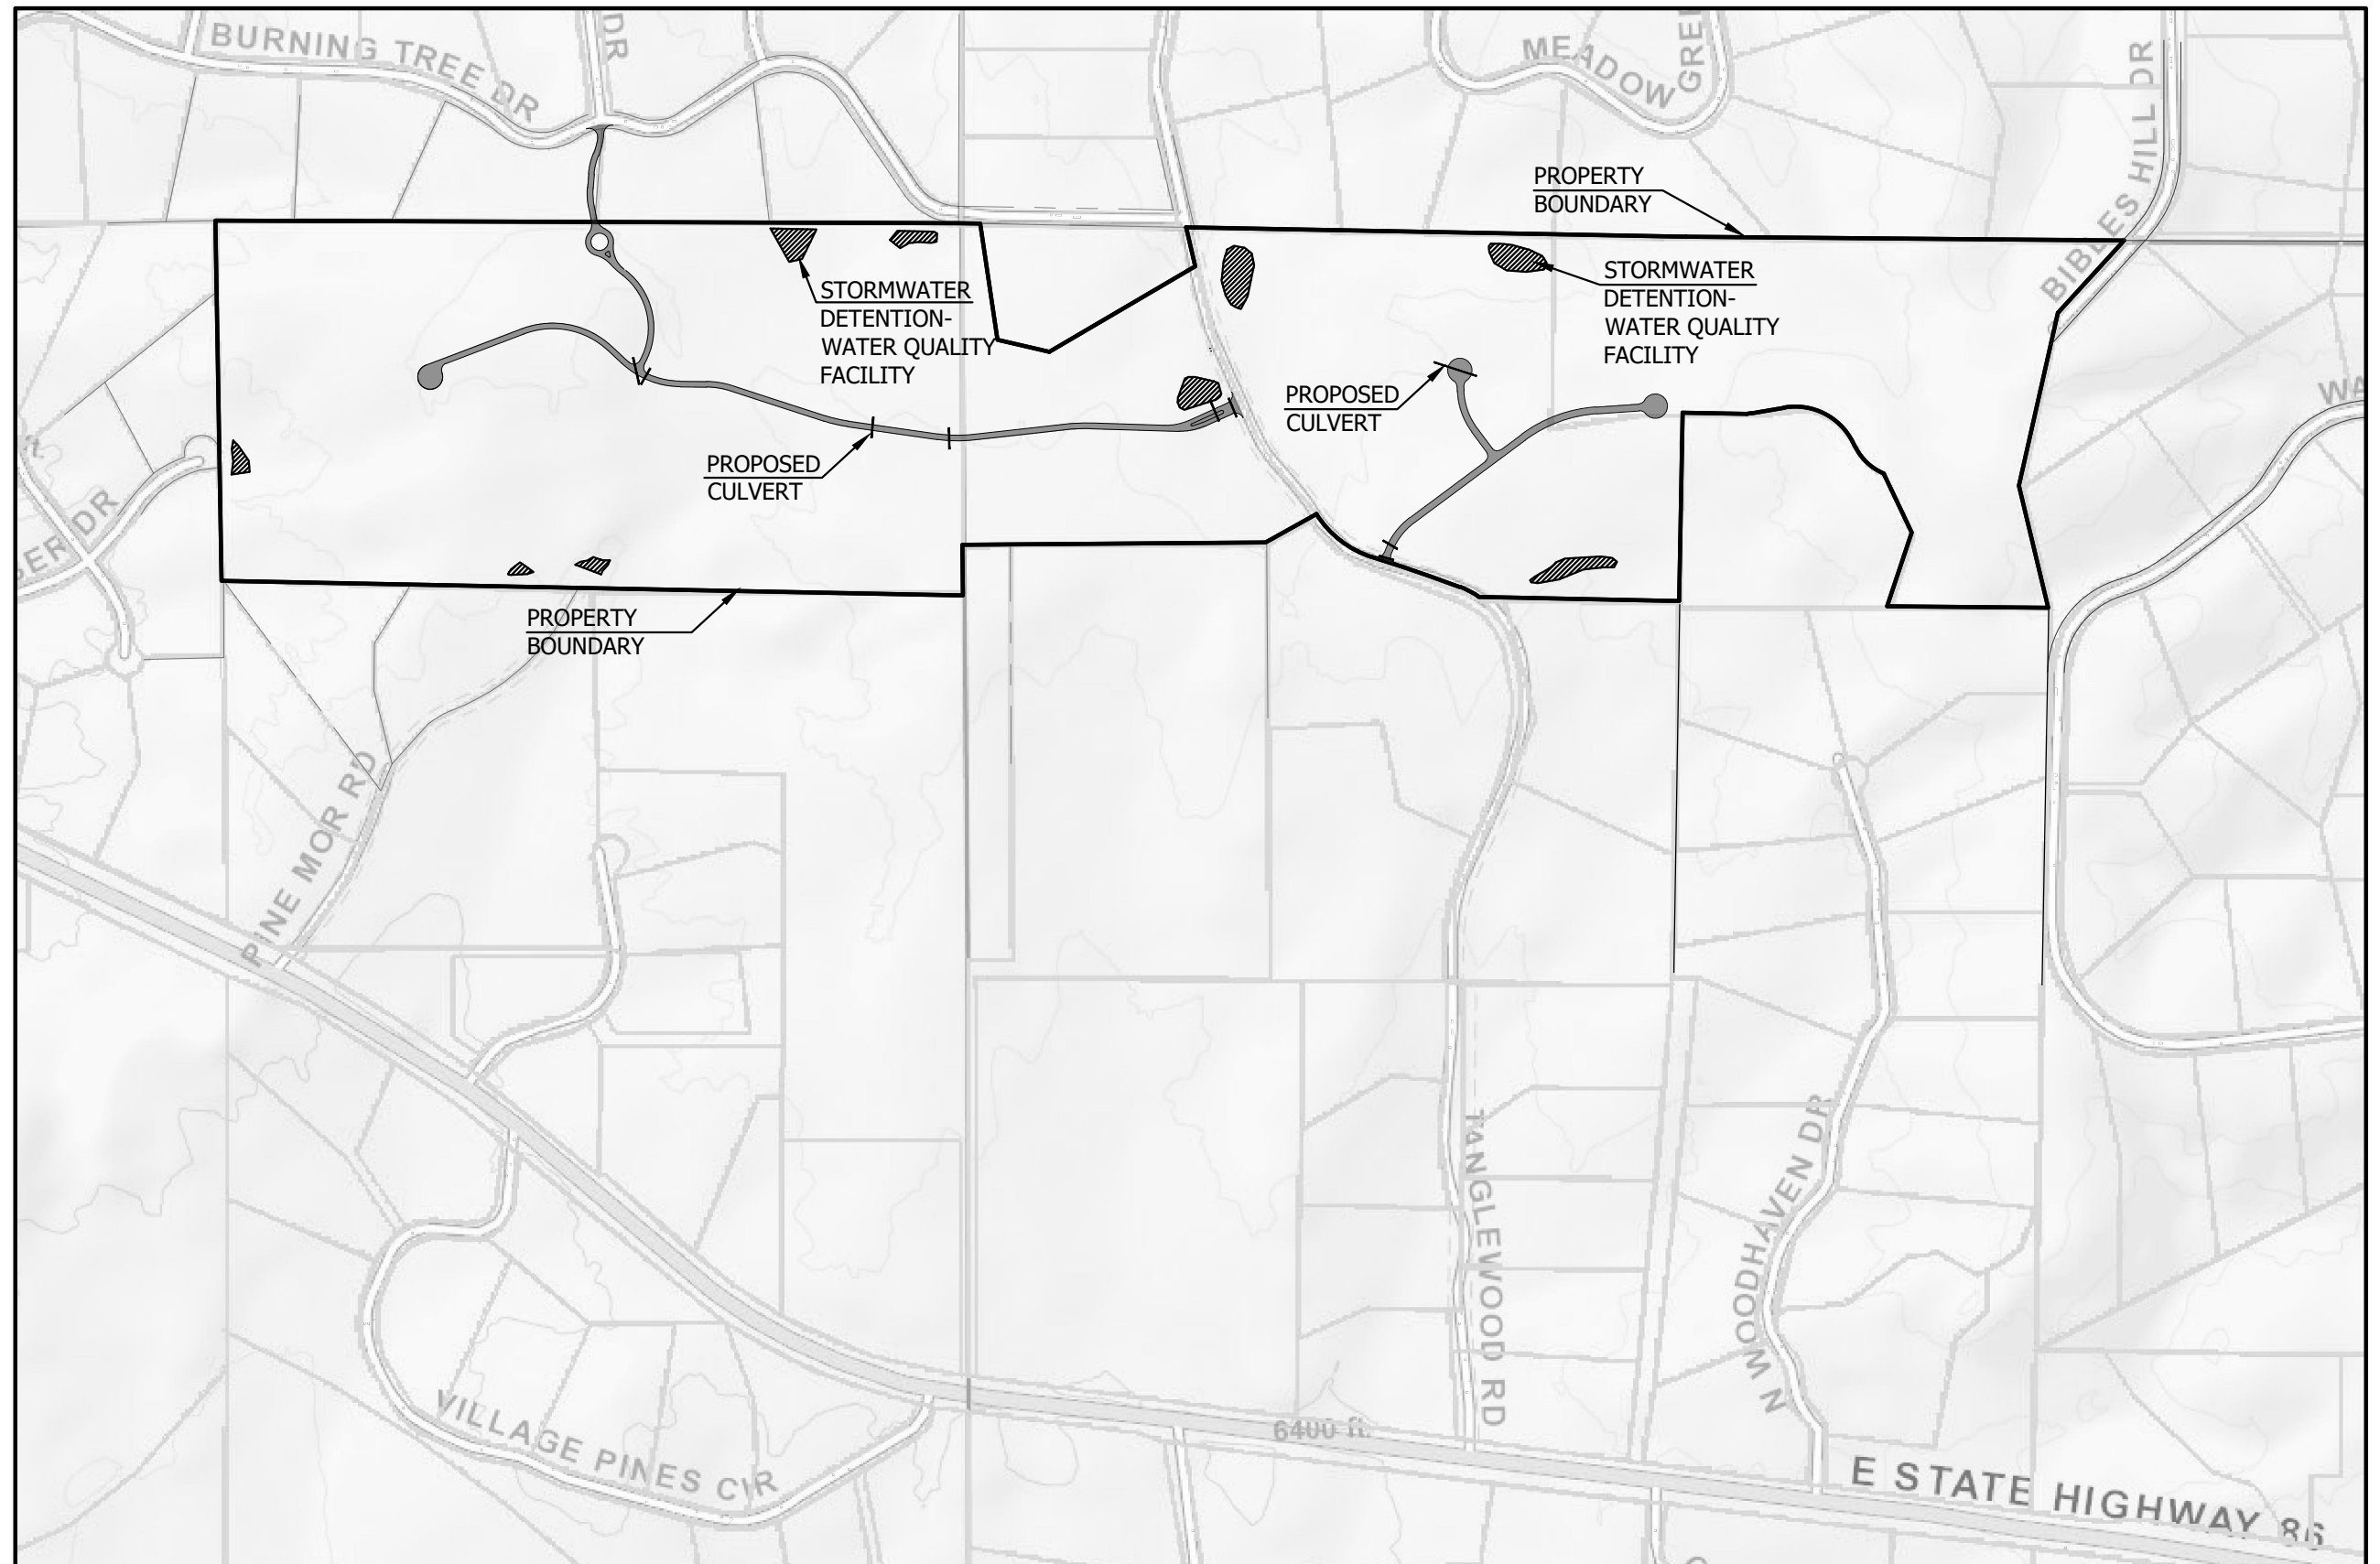 BURNING TREE DR
DR
MEADOW
BIBLES HILL DR
PROPERTY
BOUNDARY
STORMWATER
DETENTION-
WATER QUALITY
FACILITY
STORMWATER
DETENTION-
WATER QUALITY
FACILITY
PROPOSED
CULVERT
PROPOSED
CULVERT
PROPERTY
BOUNDARY
PINE MOR RD
TANGLEWOOD RD
N WOODHAVEN DR
VILLAGE PINES CIR
6400 ft.
E STATE HIGHWAY 86